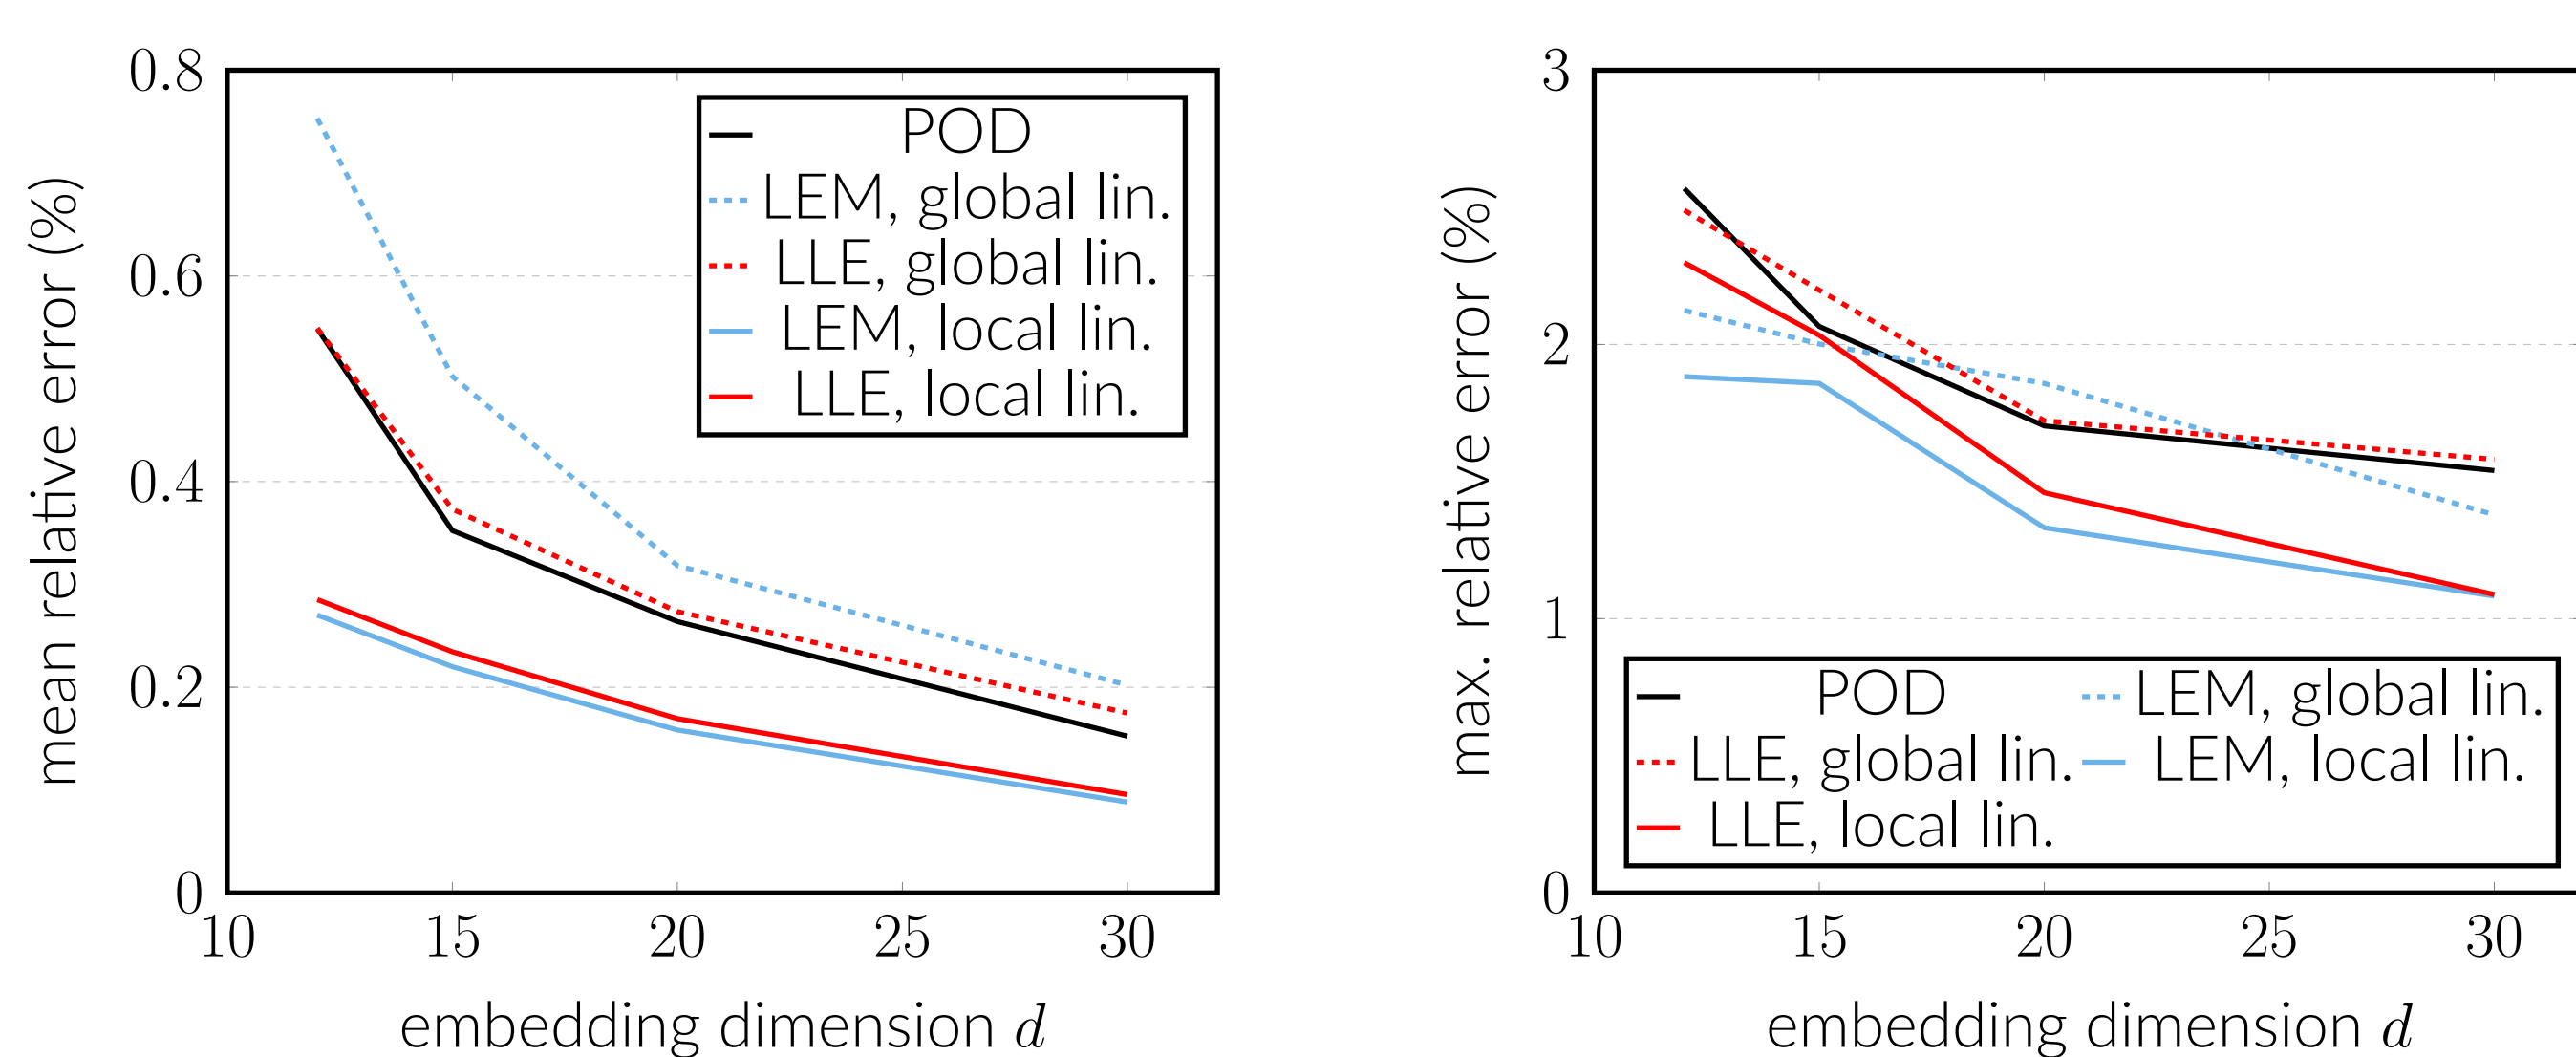 mean relative error (%)
0.8
0.6
0.4
0.2
0
10 15 20 25 30
embedding dimension d
POD
LEM, global lin.
LLE, global lin.
LEM, local lin.
LLE, local lin.
max. relative error (%)
3
2
1
0
10 15 20 25 30
embedding dimension d
POD LEM, global lin.
LLE, global lin. LEM, local lin.
LLE, local lin.